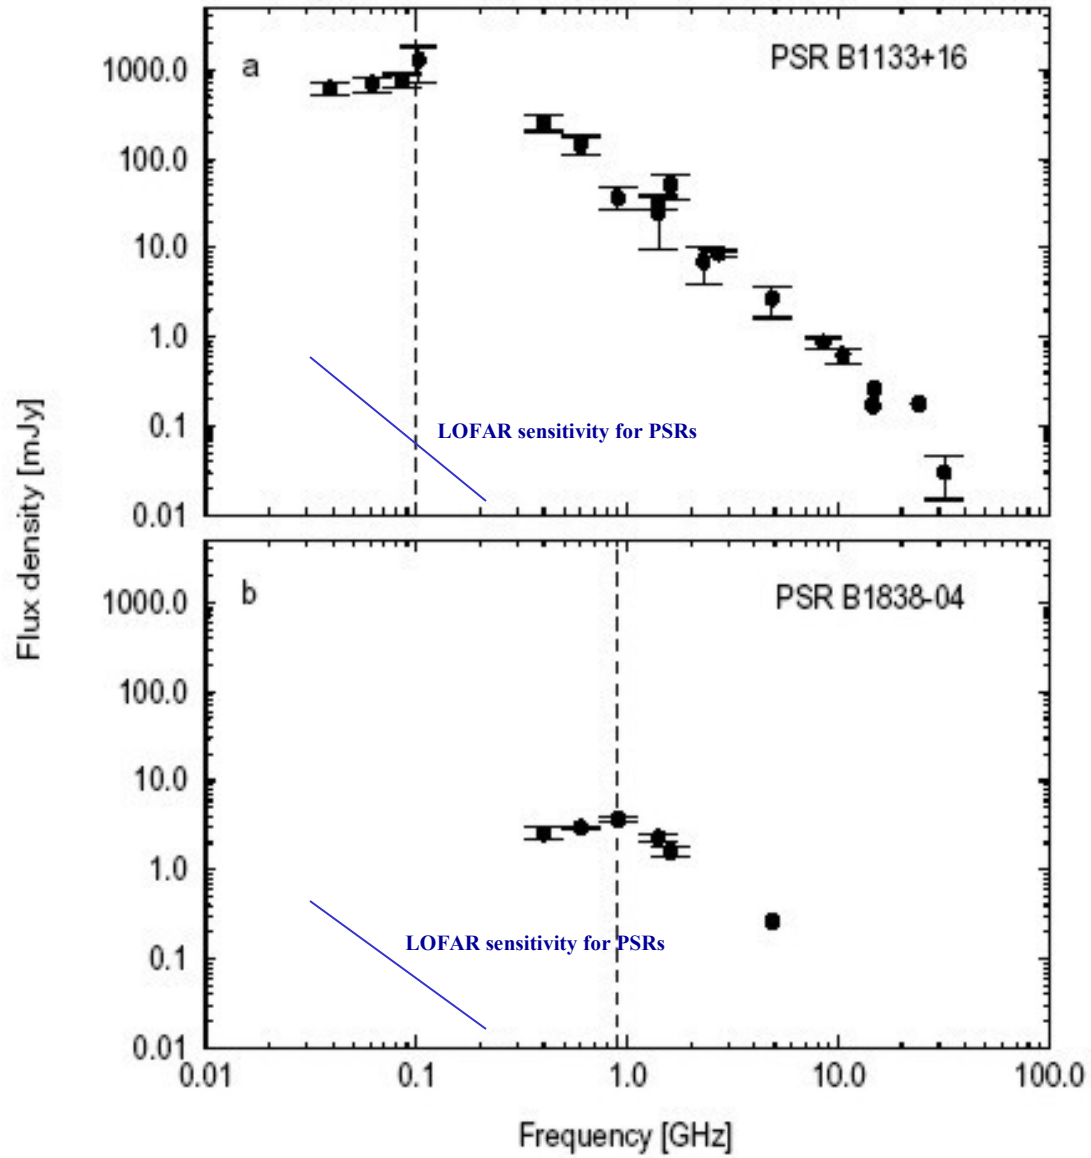 a
PSR B1133+16
1000.0
100.0
10.0
1.0
0.1
0.01
LOFAR sensitivity for PSRs
Flux density [mJy]
b
PSR B1838-04
1000.0
100.0
10.0
1.0
0.1
0.01
LOFAR sensitivity for PSRs
0.01 0.1 1.0 10.0 100.0
Frequency [GHz]